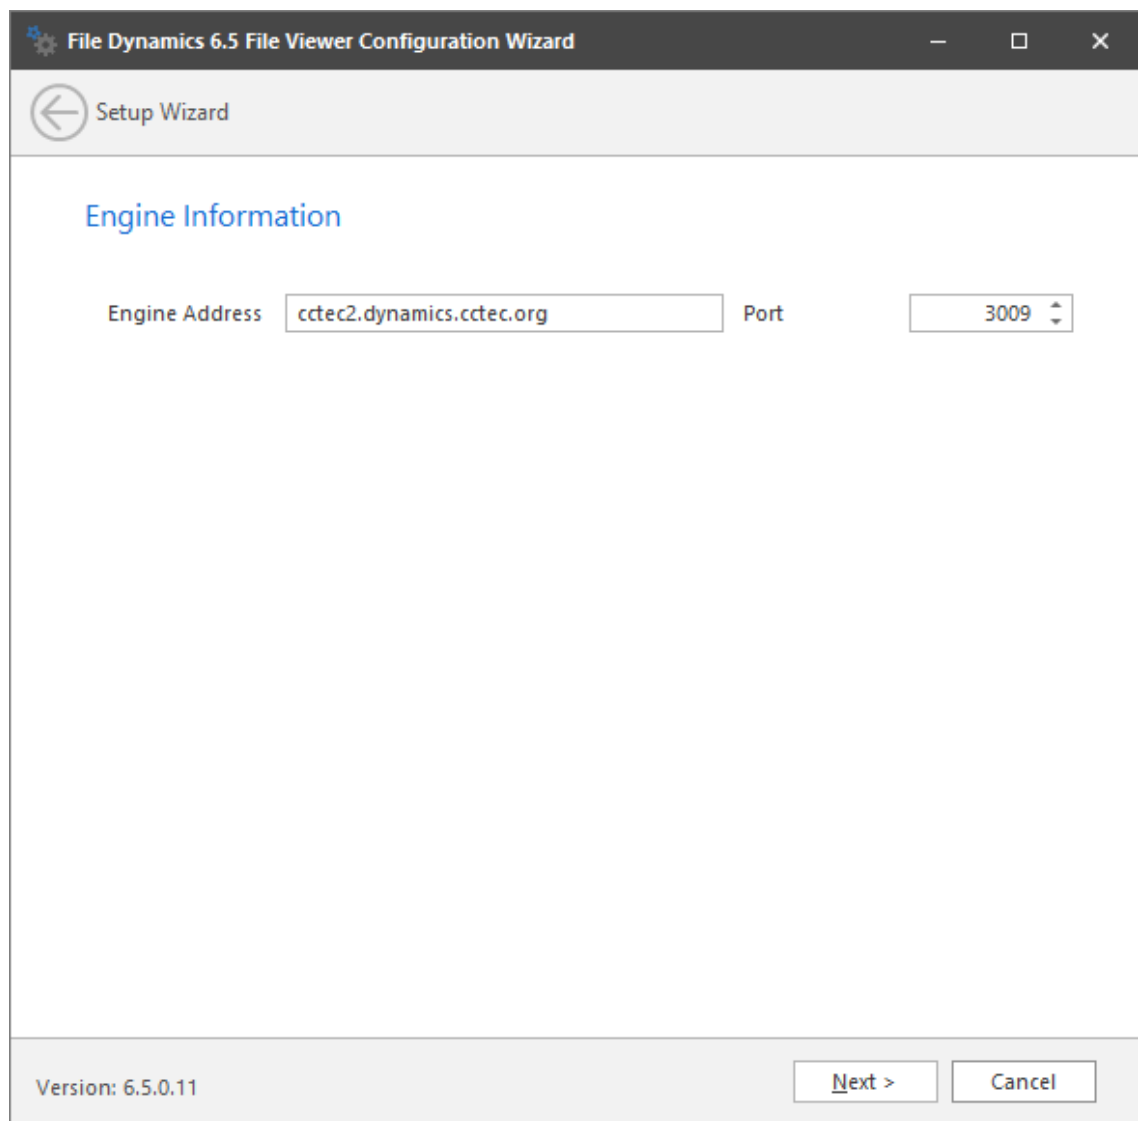 File Dynamics 6.5 File Viewer Configuration Wizard
Setup Wizard
Engine Information
Engine Address cctec2.dynamics.cctec.org Port 3009
Version: 6.5.0.11 Next > Cancel